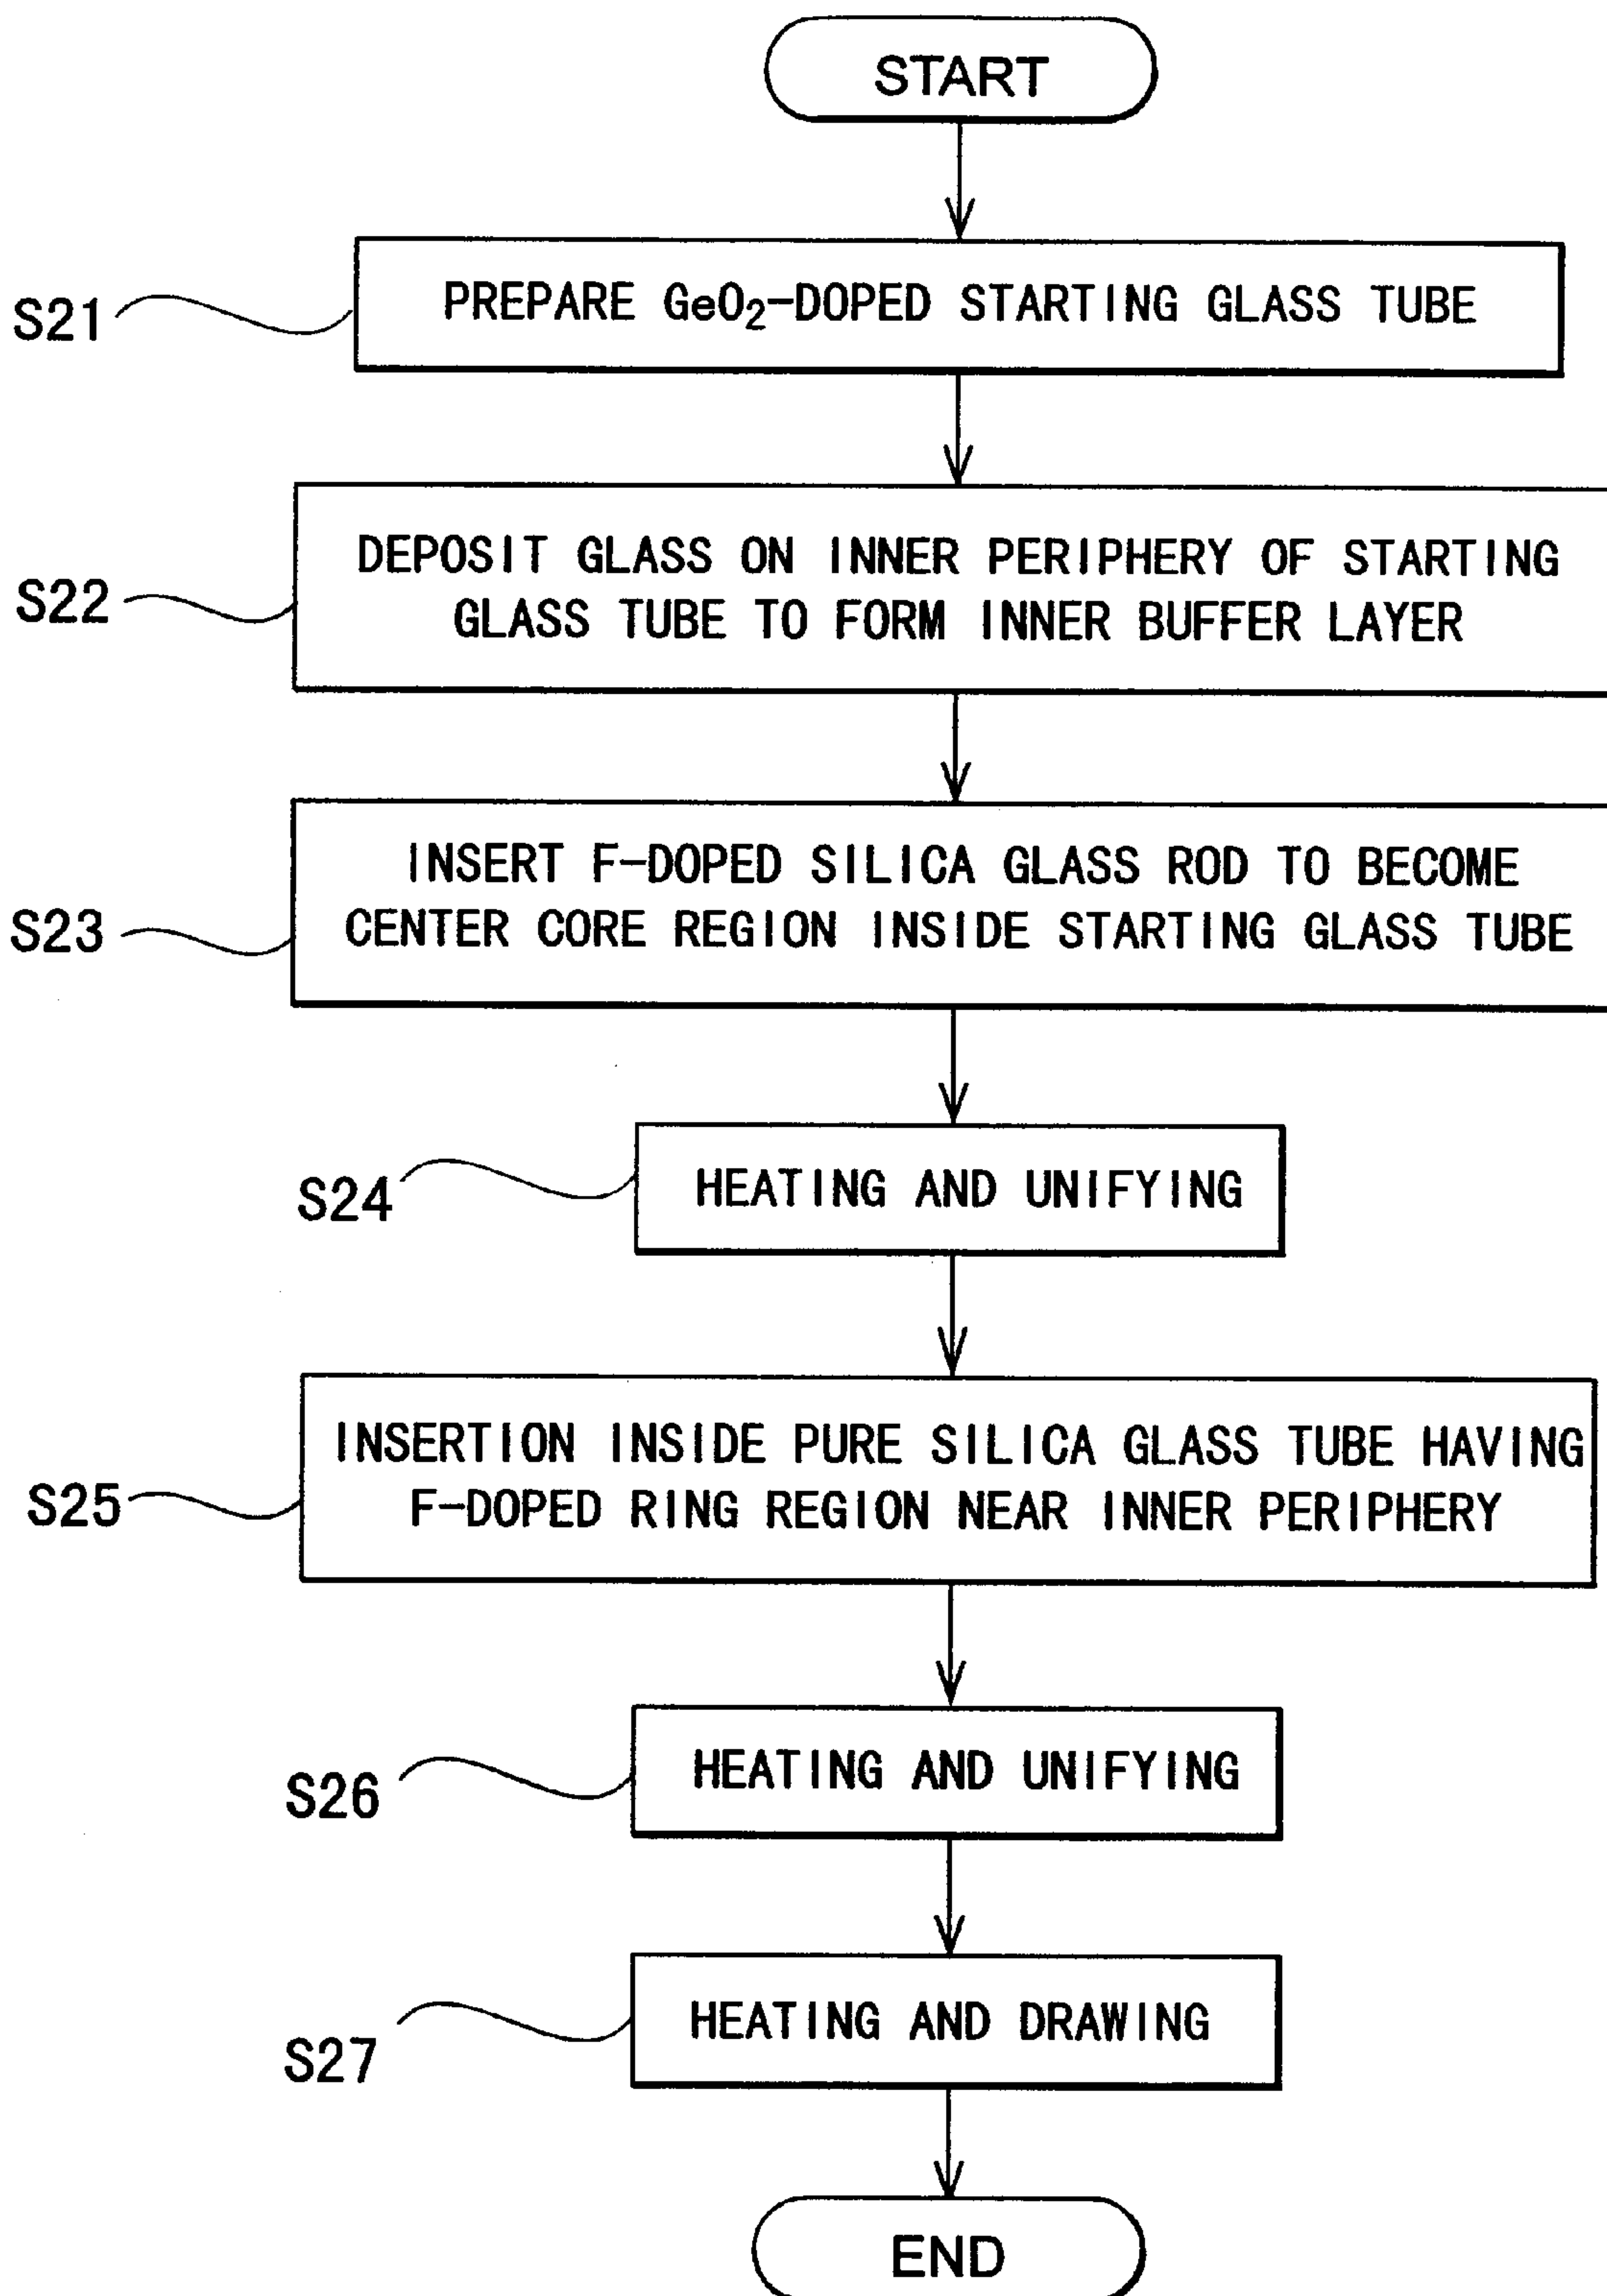 START
S21
PREPARE GeO₂-DOPED STARTING GLASS TUBE
S22
DEPOSIT GLASS ON INNER PERIPHERY OF STARTING
GLASS TUBE TO FORM INNER BUFFER LAYER
S23
INSERT F-DOPED SILICA GLASS ROD TO BECOME
CENTER CORE REGION INSIDE STARTING GLASS TUBE
S24
HEATING AND UNIFYING
S25
INSERTION INSIDE PURE SILICA GLASS TUBE HAVING
F-DOPED RING REGION NEAR INNER PERIPHERY
S26
HEATING AND UNIFYING
S27
HEATING AND DRAWING
END